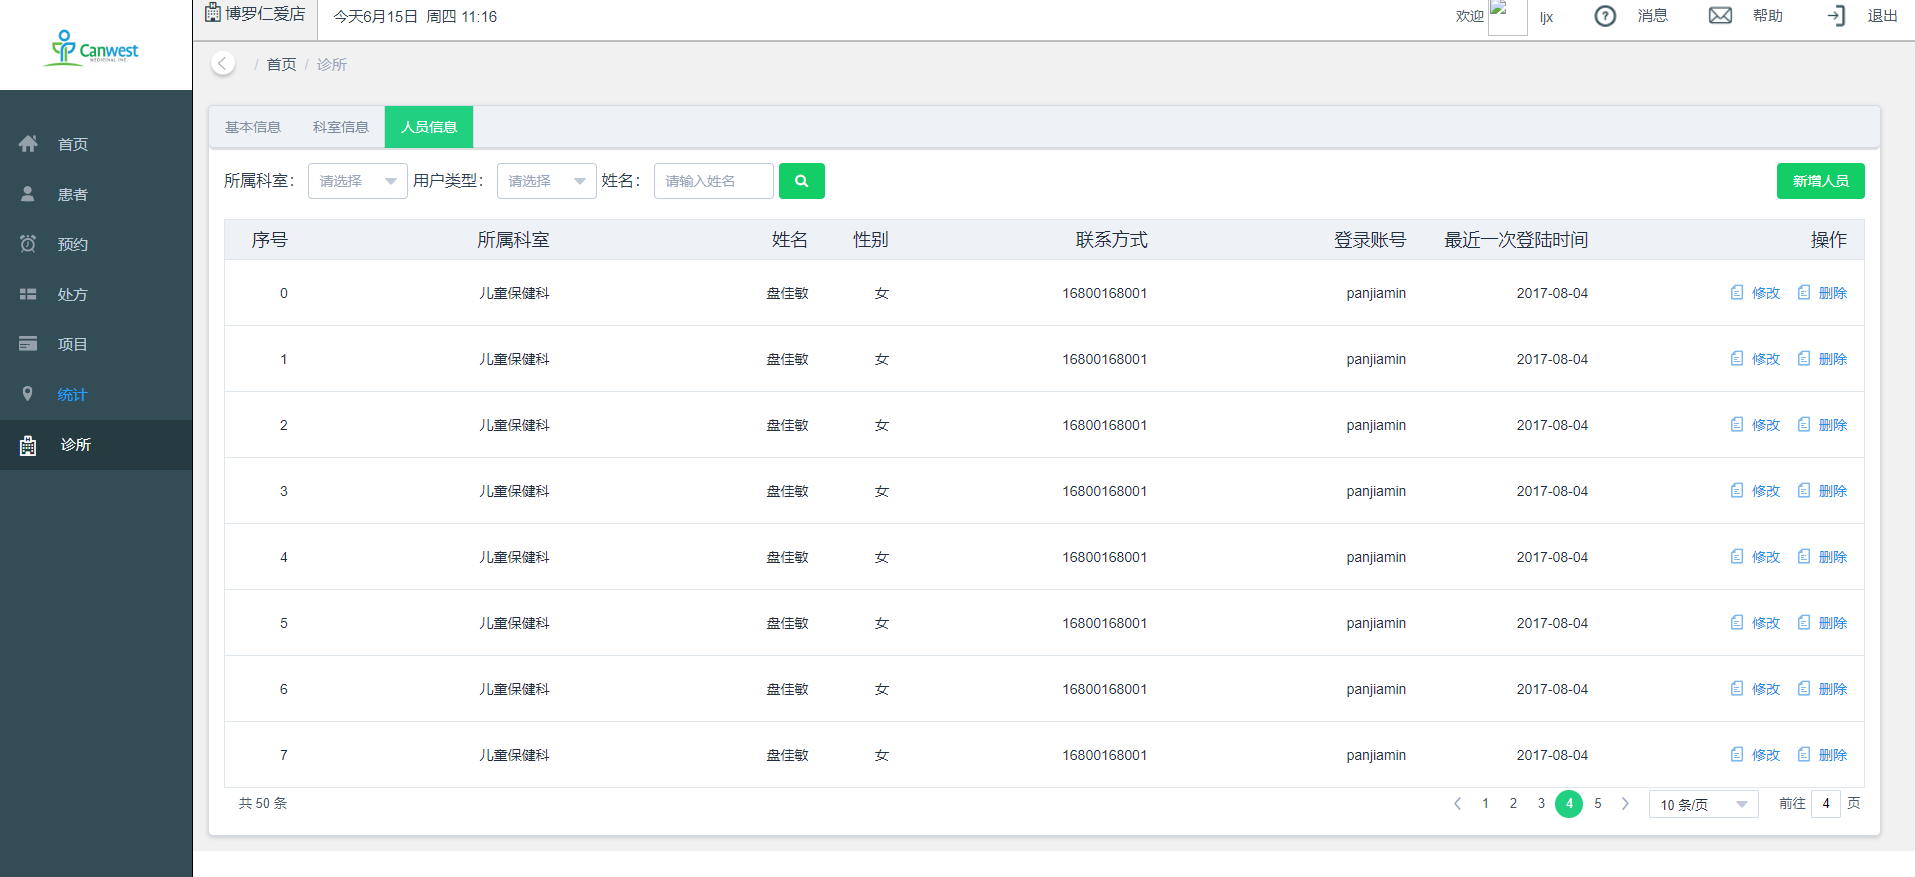 博罗仁爱店 今天6月15日 周四 11:16 欢迎 ljx 消息 帮助 退出
Canwest
MEDICINAL INC.
/ 首页 / 诊所
首页
患者
预约
处方
项目
统计
诊所
基本信息 科室信息 人员信息
所属科室： 请选择 用户类型： 请选择 姓名： 请输入姓名 新增人员
序号 所属科室 姓名 性别 联系方式 登录账号 最近一次登陆时间 操作
0 儿童保健科 盘佳敏 女 16800168001 panjiamin 2017-08-04 修改 删除
1 儿童保健科 盘佳敏 女 16800168001 panjiamin 2017-08-04 修改 删除
2 儿童保健科 盘佳敏 女 16800168001 panjiamin 2017-08-04 修改 删除
3 儿童保健科 盘佳敏 女 16800168001 panjiamin 2017-08-04 修改 删除
4 儿童保健科 盘佳敏 女 16800168001 panjiamin 2017-08-04 修改 删除
5 儿童保健科 盘佳敏 女 16800168001 panjiamin 2017-08-04 修改 删除
6 儿童保健科 盘佳敏 女 16800168001 panjiamin 2017-08-04 修改 删除
7 儿童保健科 盘佳敏 女 16800168001 panjiamin 2017-08-04 修改 删除
共 50 条 1 2 3 4 5 10 条/页 前往 4 页